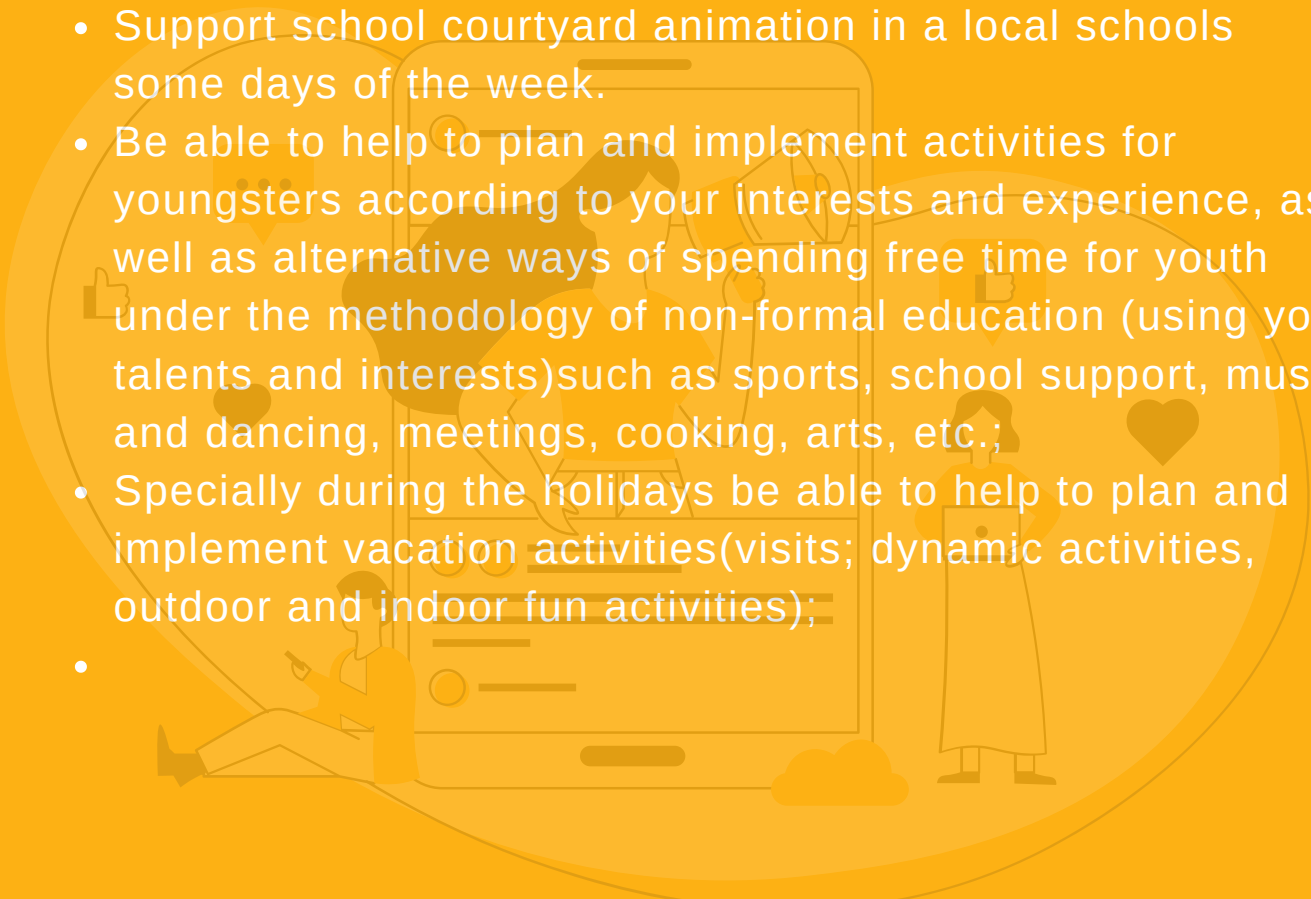 • Support school courtyard animation in a local schools
some days of the week.
• Be able to help to plan and implement activities for
youngsters according to your interests and experience, as
well as alternative ways of spending free time for youth
under the methodology of non-formal education (using yo
talents and interests)such as sports, school support, mus
and dancing, meetings, cooking, arts, etc.;
• Specially during the holidays be able to help to plan and
implement vacation activities(visits; dynamic activities,
outdoor and indoor fun activities);
•